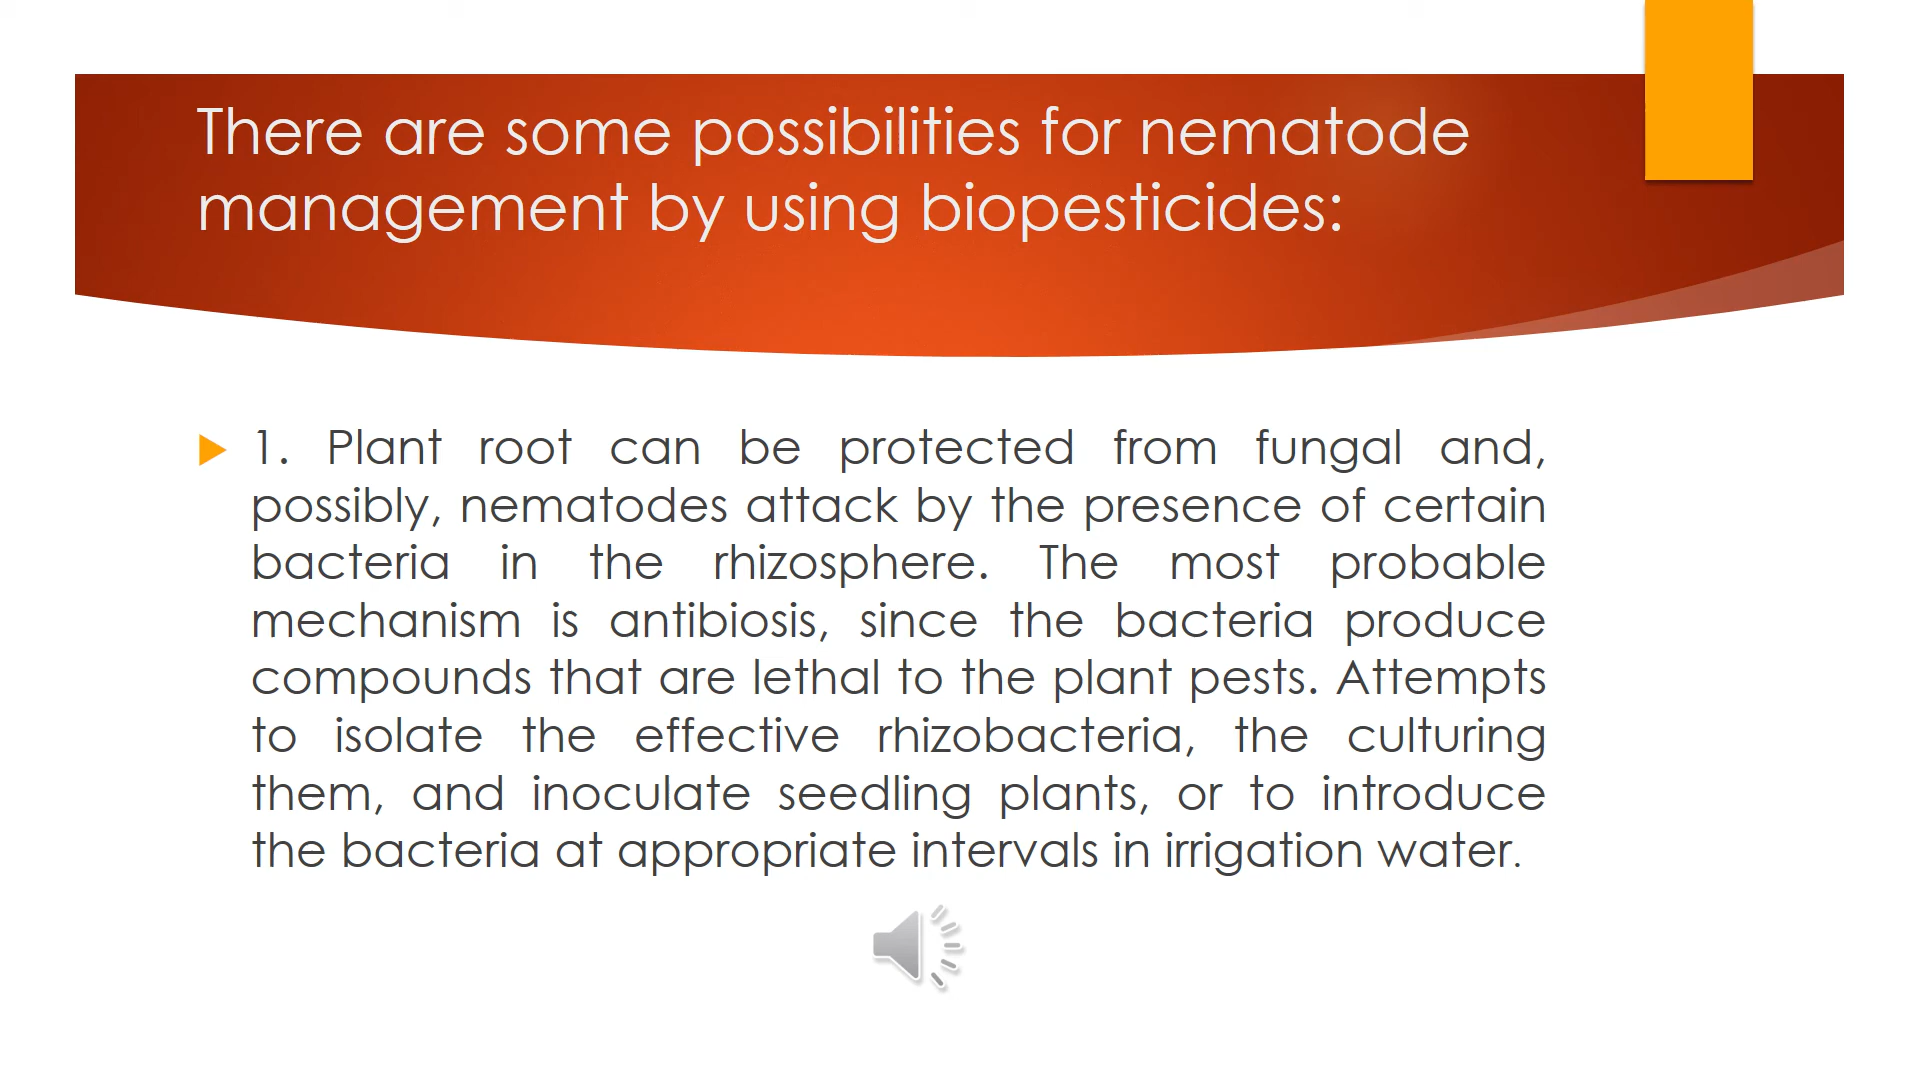 There are some possibilities for nematode
management by using biopesticides:
1. Plant root can be protected from fungal and,
possibly, nematodes attack by the presence of certain
bacteria in the rhizosphere. The most probable
mechanism is antibiosis, since the bacteria produce
compounds that are lethal to the plant pests. Attempts
to isolate the effective rhizobacteria, the culturing
them, and inoculate seedling plants, or to introduce
the bacteria at appropriate intervals in irrigation water.